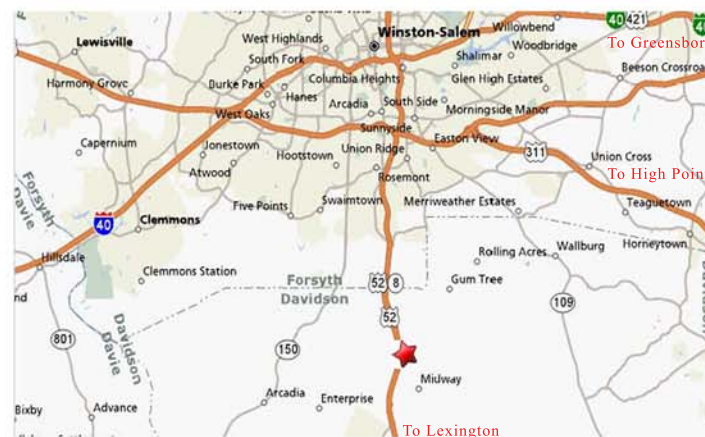 40
421
40
Willowbend
West Highlands
Winston-Salem
Lewisville
Shalimar
Woodbridge
To Greensbor
South Fork
Beeson Crossroa
Columbia Heights
Harmony Grove
Burke Park
Glen High Estates
Hanes
Arcadia
South Side
West Oaks
Morningside Manor
Sunnyside
Capernium
Jonestown
Hootstown
Union Ridge
Easton View
311
Union Cross
Atwood
Rosemont
To High Poin
Forsyth
Davie
Five Points
Swaimtown
Merriweather Estates
Teaguetown
40
Clemmons
Horneytown
Hillsdale
Rolling Acres
Wallburg
Clemmons Station
Forsyth
Davidson
52
8
Gum Tree
109
Davidson
Davie
52
801
150
Midway
Arcadia
Enterprise
Bixby
Advance
To Lexington